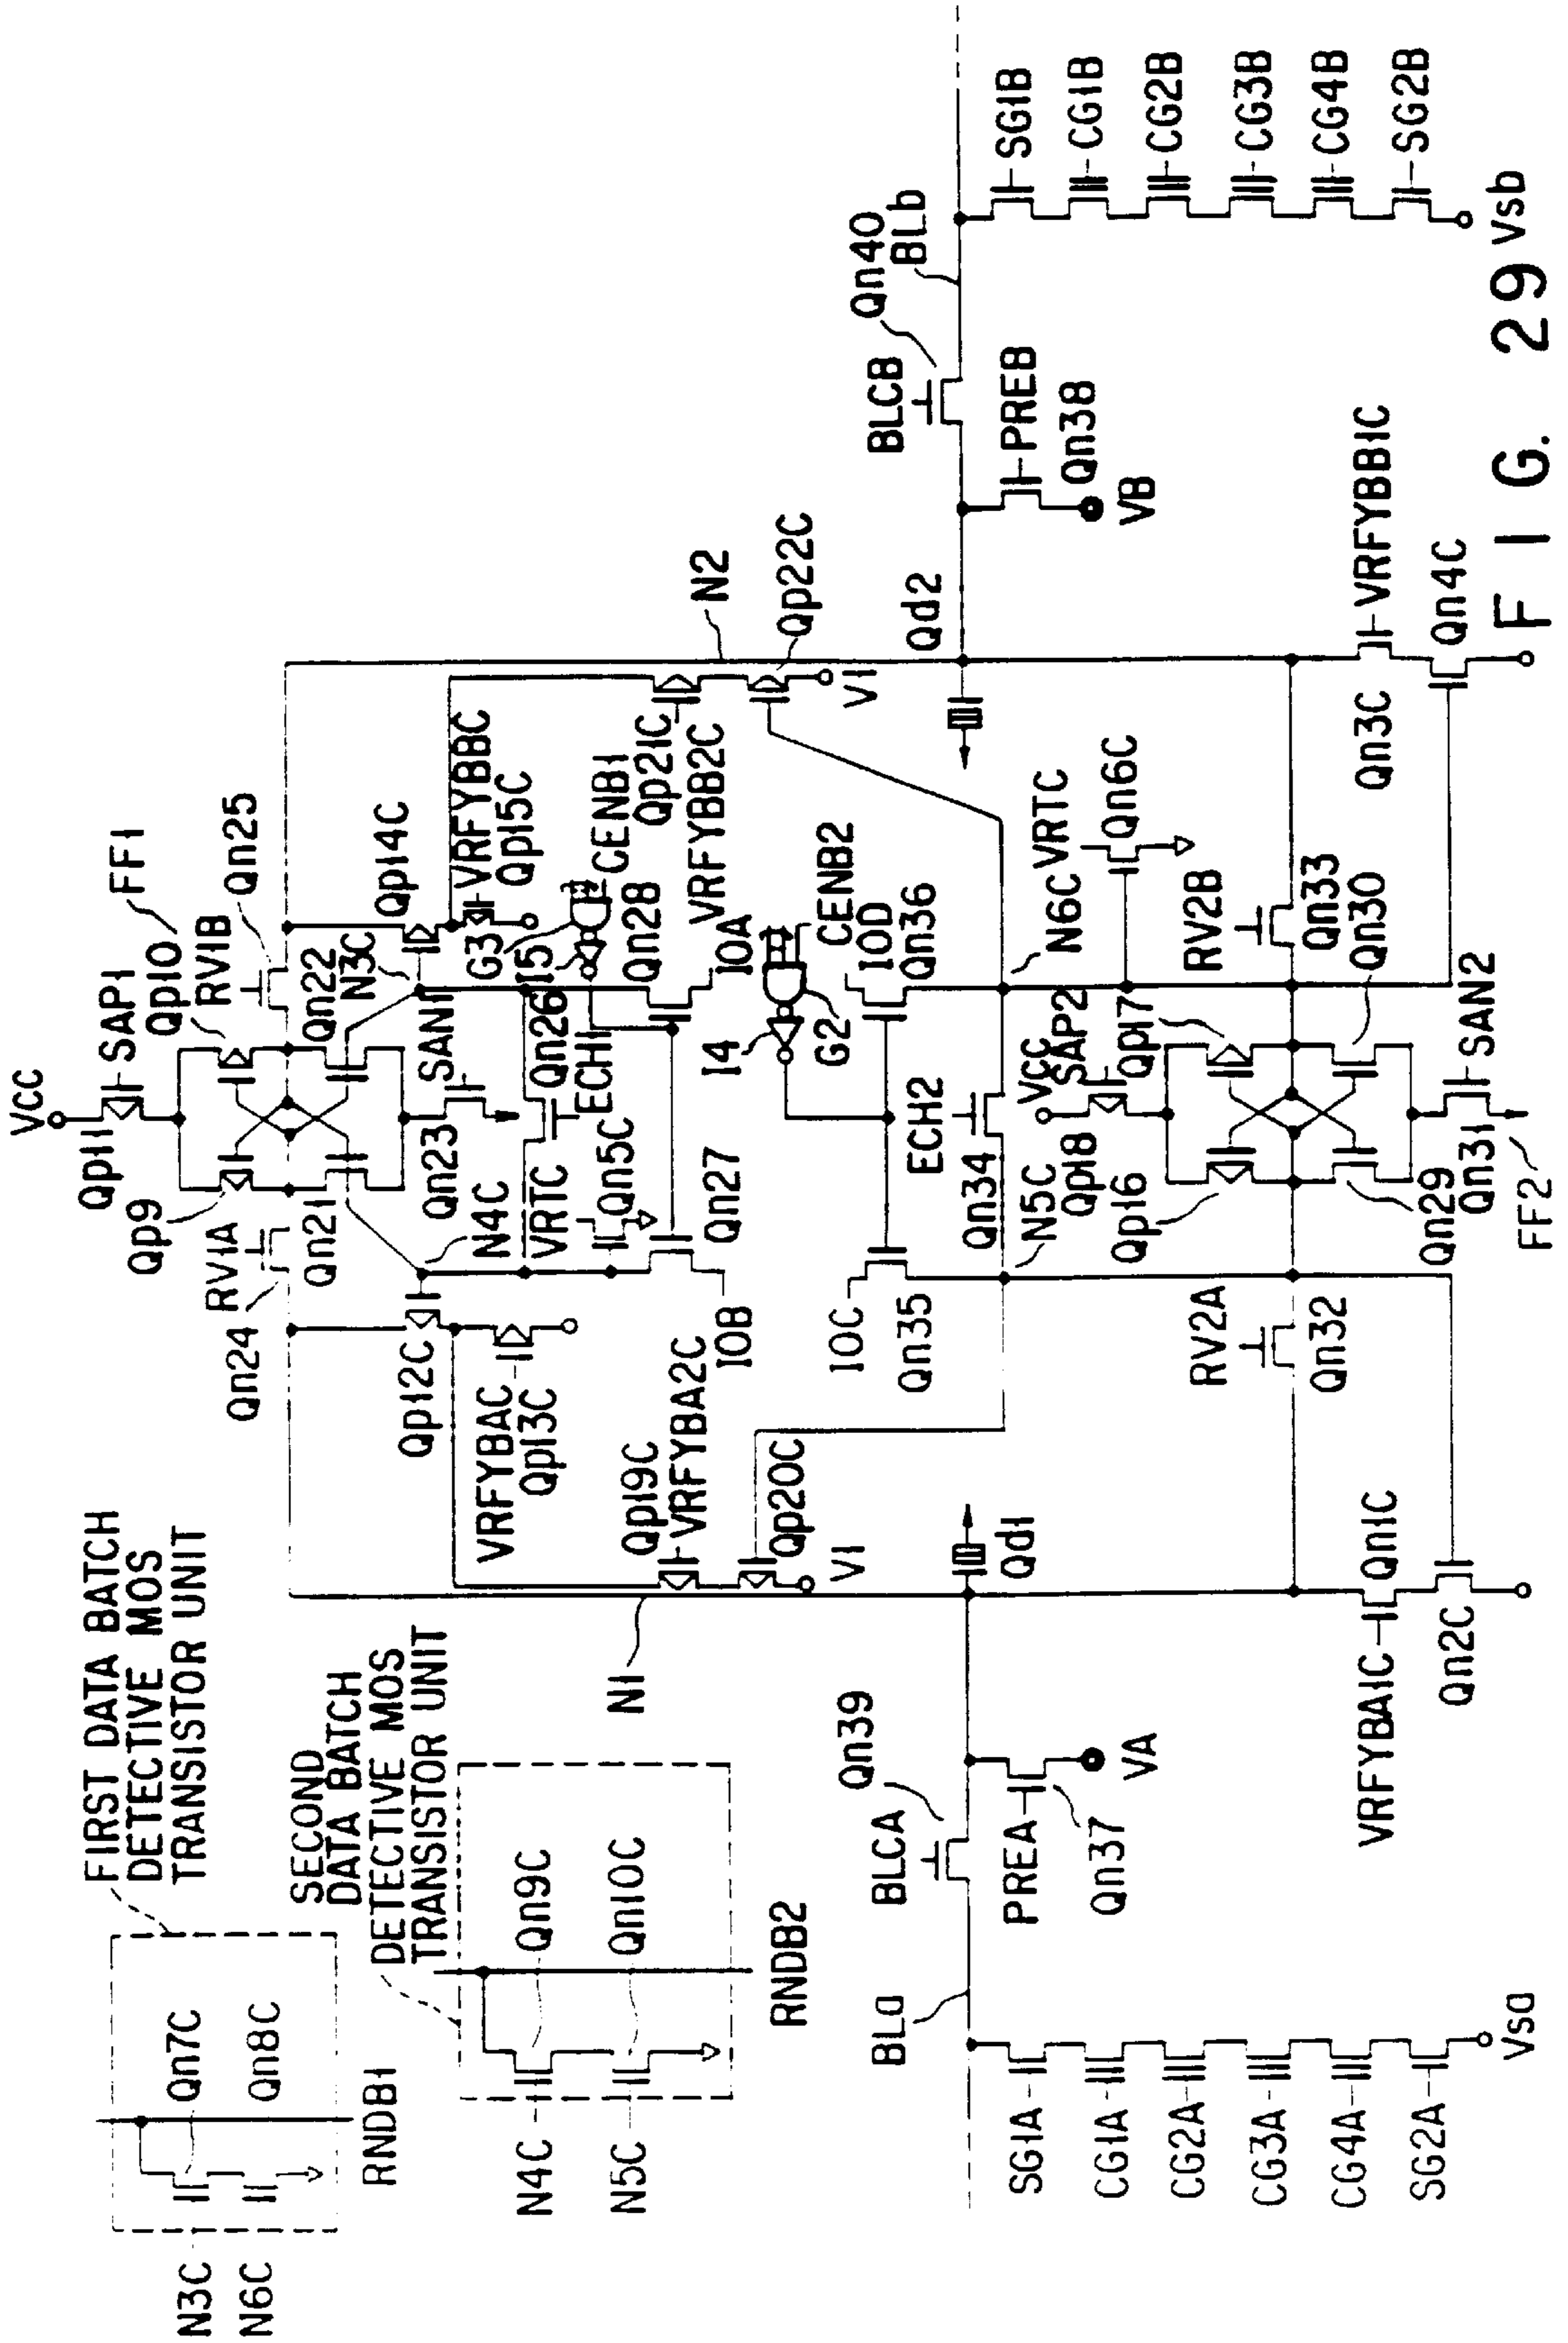 FIRST DATA BATCH
DETECTIVE MOS
TRANSISTOR UNIT
Qn7C
Qn8C
N3C
N6C
RNDB1
SECOND
DATA BATCH
DETECTIVE MOS
TRANSISTOR UNIT
Qn9C
Qn10C
N4C
N5C
RNDB2
VCC
Qp11
SAP1
Qp10
FF1
Qp9
RV1B
Qn25
RV1A
Qn24
Qn21
Qn22
N3C
Qn23
SAN1
N4C
Qp12C
Qp14C
VRFYBBC
Qp15C
VRFYBAC
Qp13C
VRTC
Qn5C
Qn26
ECH1
G3
I5
CENB1
Qn28
IOA
Qn27
IOB
Qp21C
VRFYBB2C
Qp22C
V1
N2
Qp19C
VRFYBA2C
Qp20C
V1
N1
I4
G2
CENB2
IOD
Qn36
IOC
Qn35
ECH2
Qn34
N5C
N6C
VRTC
Qn6C
Qd1
Qd2
BLa
BLCA
Qn39
PREA
Qn37
VA
BLCB
Qn40
BLb
PREB
Qn38
VB
SG1A
CG1A
CG2A
CG3A
CG4A
SG2A
Vsa
SG1B
CG1B
CG2B
CG3B
CG4B
SG2B
Vsb
VCC
SAP2
Qp18
Qp17
Qp16
RV2A
Qn32
RV2B
Qn33
Qn30
Qn29
Qn31
SAN2
FF2
VRFYBA1C
Qn1C
Qn2C
VRFYBB1C
Qn3C
Qn4C
FIG. 29